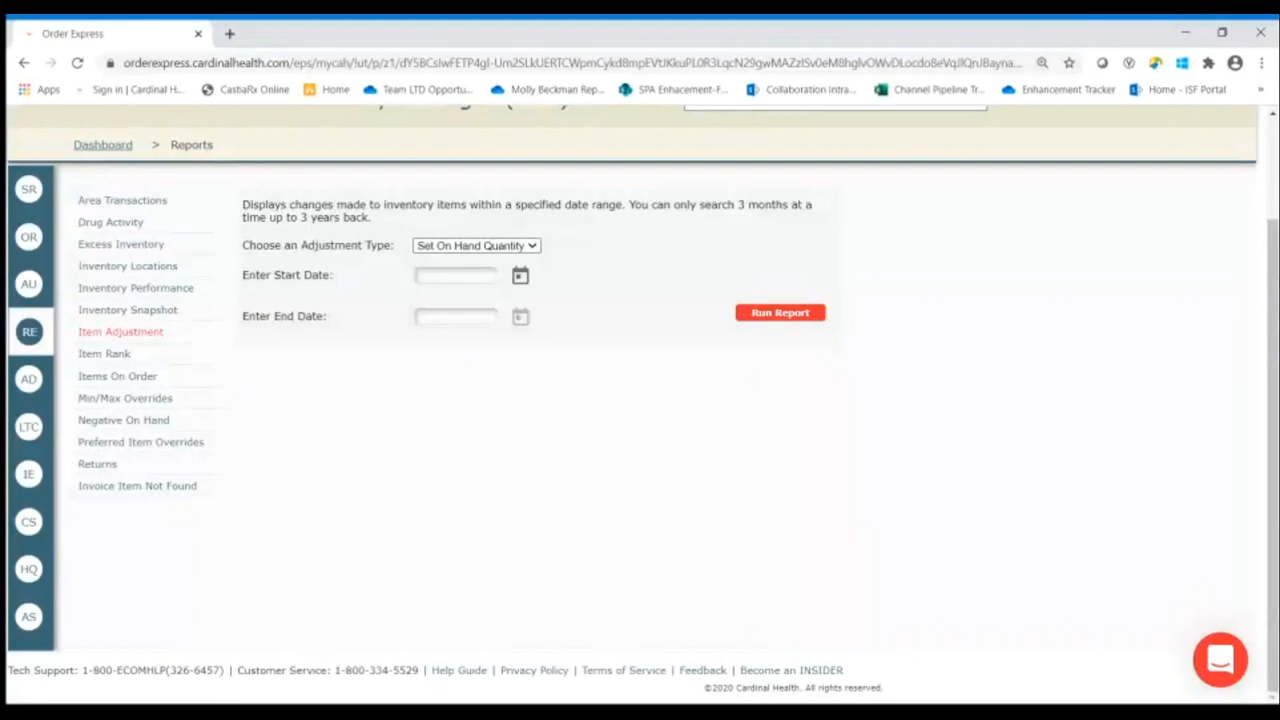 Order Express
orderexpress.cardinalhealth.com/eps/mycah/!ut/p/z1/
Apps
Sign in | Cardinal H...
CastiaRx Online
Home
Team LTD Opportu...
Molly Beckman Rep...
SPA Enhacement-F...
Collaboration Intra...
Channel Pipeline Tr...
Enhancement Tracker
Home - ISF Portal
»
Dashboard > Reports
SR
OR
AU
RE
AD
LTC
IE
CS
HQ
AS
Area Transactions
Drug Activity
Excess Inventory
Inventory Locations
Inventory Performance
Inventory Snapshot
Item Adjustment
Item Rank
Items On Order
Min/Max Overrides
Negative On Hand
Preferred Item Overrides
Returns
Invoice Item Not Found
Displays changes made to inventory items within a specified date range. You can only search 3 months at a
time up to 3 years back.
Choose an Adjustment Type: Set On Hand Quantity
Enter Start Date:
Enter End Date:
Run Report
Tech Support: 1-800-ECOMHLP(326-6457) | Customer Service: 1-800-334-5529 | Help Guide | Privacy Policy | Terms of Service | Feedback | Become an INSIDER
©2020 Cardinal Health. All rights reserved.